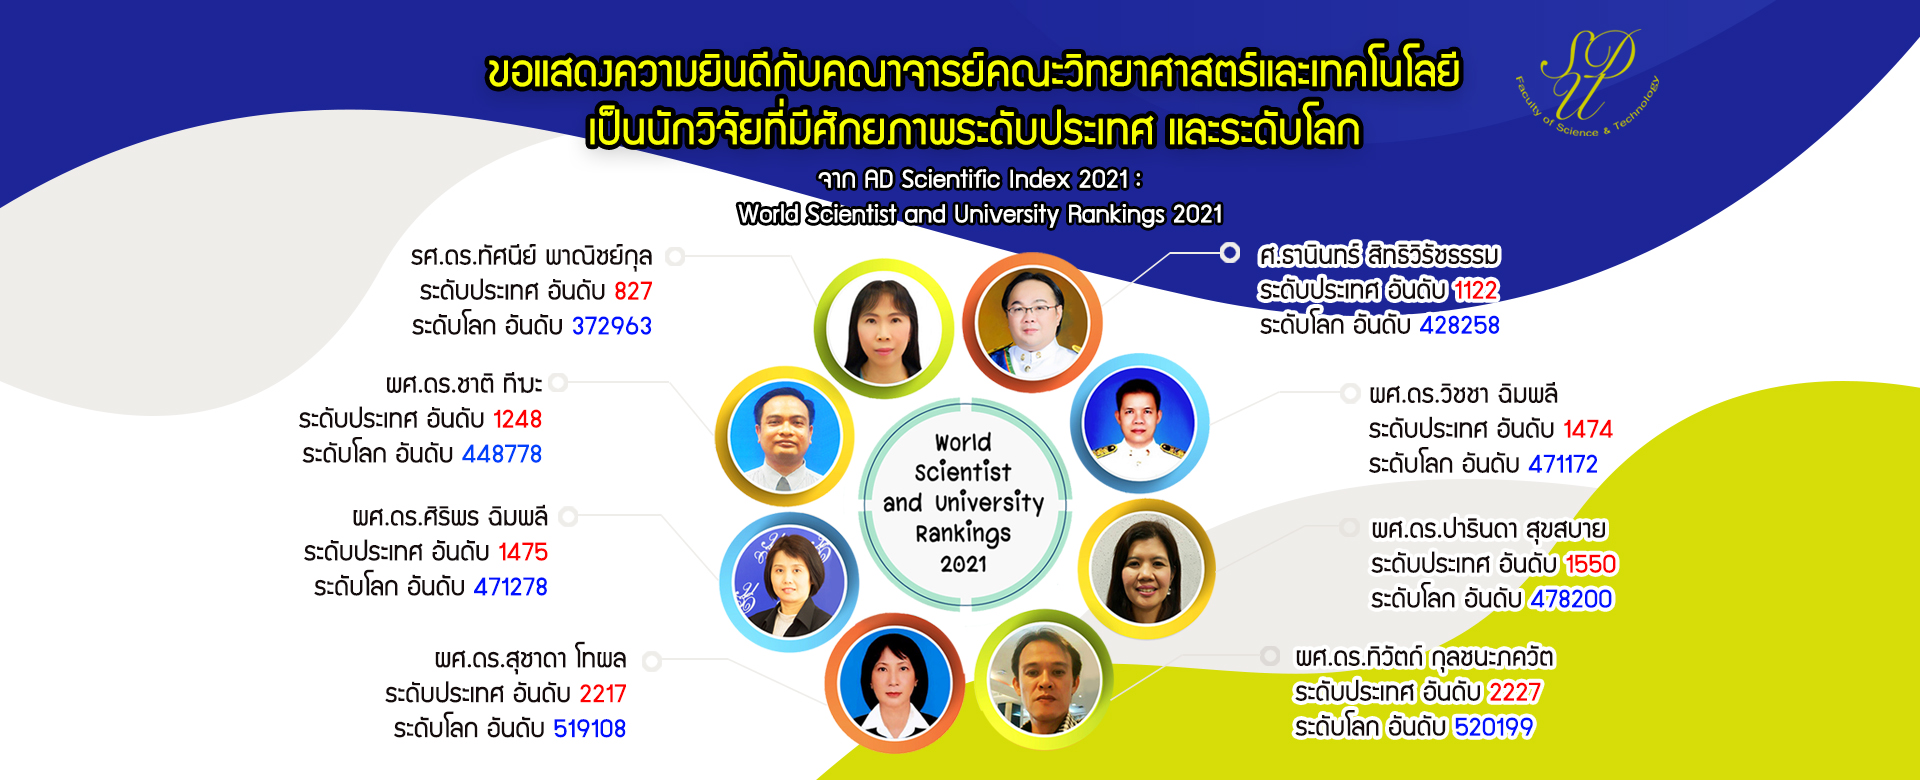 ขอแสดงความยินดีกับคณาจารย์คณะวิทยาศาสตร์และเทคโนโลยี
เป็นนักวิจัยที่มีศักยภาพระดับประเทศ และระดับโลก
จาก AD Scientific Index 2021 :
World Scientist and University Rankings 2021
SDU
Faculty of Science & Technology
รศ.ดร.ทัศนีย์ พาณิชย์กุล
ระดับประเทศ อันดับ 827
ระดับโลก อันดับ 372963
ศ.ธานินทร์ สิทธิวิรัชธรรม
ระดับประเทศ อันดับ 1122
ระดับโลก อันดับ 428258
ผศ.ดร.ชาติ ทีฆะ
ระดับประเทศ อันดับ 1248
ระดับโลก อันดับ 448778
ผศ.ดร.วิชชา ฉิมพลี
ระดับประเทศ อันดับ 1474
ระดับโลก อันดับ 471172
ผศ.ดร.ศิริพร ฉิมพลี
ระดับประเทศ อันดับ 1475
ระดับโลก อันดับ 471278
ผศ.ดร.ปารินดา สุขสบาย
ระดับประเทศ อันดับ 1550
ระดับโลก อันดับ 478200
ผศ.ดร.สุชาดา โทผล
ระดับประเทศ อันดับ 2217
ระดับโลก อันดับ 519108
ผศ.ดร.ทิวัตถ์ กุลชนะภควัต
ระดับประเทศ อันดับ 2227
ระดับโลก อันดับ 520199
World
Scientist
and University
Rankings
2021